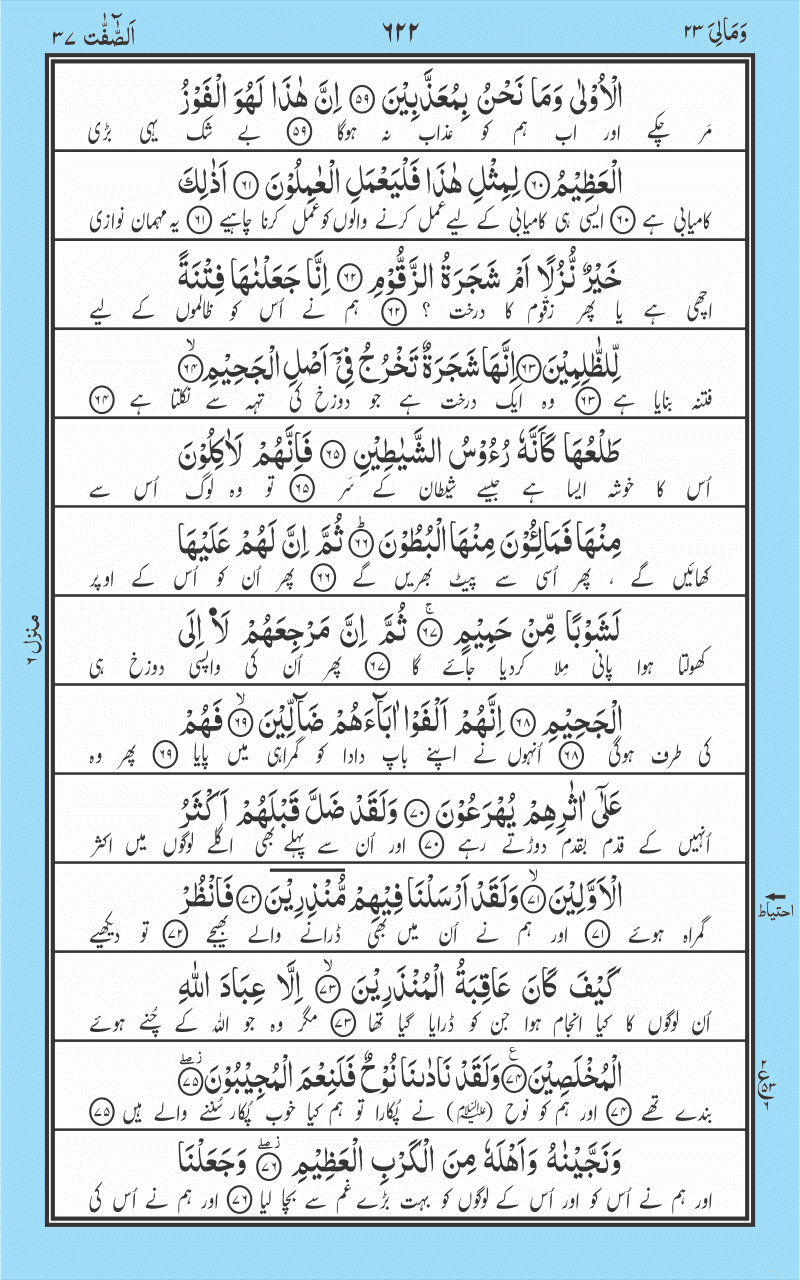 وَمَالِیَ ٢٣
٦٢٢
اَلصّٰٓفّٰت ٣٧
الْاُوْلٰى وَمَا نَحْنُ بِمُعَذَّبِيْنَ ﴿٥٩﴾ اِنَّ هٰذَا لَهُوَ الْفَوْزُ
مَر چکے اور اب ہم کو عذاب نہ ہوگا ﴿٥٩﴾ بے شک یہی بڑی
الْعَظِيْمُ ﴿٦٠﴾ لِمِثْلِ هٰذَا فَلْيَعْمَلِ الْعٰمِلُوْنَ ﴿٦١﴾ اَذٰلِكَ
کامیابی ہے ﴿٦٠﴾ ایسی ہی کامیابی کے لیے عمل کرنے والوں کو عمل کرنا چاہیے ﴿٦١﴾ یہ مہمان نوازی
خَيْرٌ نُّزُلًا اَمْ شَجَرَةُ الزَّقُّوْمِ ﴿٦٢﴾ اِنَّا جَعَلْنٰهَا فِتْنَةً
اچھی ہے یا پھر زقّوم کا درخت ؟ ﴿٦٢﴾ ہم نے اُس کو ظالموں کے لیے
لِّلظّٰلِمِيْنَ ﴿٦٣﴾ اِنَّهَا شَجَرَةٌ تَخْرُجُ فِيْٓ اَصْلِ الْجَحِيْمِ ﴿٦٤﴾ۙ
فتنہ بنایا ہے ﴿٦٣﴾ وہ ایک درخت ہے جو دوزخ کی تہہ سے نکلتا ہے ﴿٦٤﴾
طَلْعُهَا كَاَنَّهٗ رُءُوْسُ الشَّيٰطِيْنِ ﴿٦٥﴾ فَاِنَّهُمْ لَاٰكِلُوْنَ
اُس کا خوشہ ایسا ہے جیسے شیطان کے سَر ﴿٦٥﴾ تو وہ لوگ اُس سے
مِنْهَا فَمَالِـُٔوْنَ مِنْهَا الْبُطُوْنَ ﴿٦٦﴾ؕ ثُمَّ اِنَّ لَهُمْ عَلَيْهَا
کھائیں گے ، پھر اُسی سے پیٹ بھریں گے ﴿٦٦﴾ پھر اُن کو اُس کے اوپر
لَشَوْبًا مِّنْ حَمِيْمٍ ﴿٦٧﴾ۚ ثُمَّ اِنَّ مَرْجِعَهُمْ لَا۟اِلَى
کھولتا ہوا پانی مِلا کردیا جائے گا ﴿٦٧﴾ پھر اُن کی واپسی دوزخ ہی
الْجَحِيْمِ ﴿٦٨﴾ اِنَّهُمْ اَلْفَوْا اٰبَآءَهُمْ ضَآلِّيْنَ ﴿٦٩﴾ۙ فَهُمْ
کی طرف ہوگی ﴿٦٨﴾ اُنہوں نے اپنے باپ دادا کو گمراہی میں پایا ﴿٦٩﴾ پھر وہ
عَلٰٓى اٰثٰرِهِمْ يُهْرَعُوْنَ ﴿٧٠﴾ وَلَقَدْ ضَلَّ قَبْلَهُمْ اَكْثَرُ
اُنہیں کے قدم بقدم دوڑتے رہے ﴿٧٠﴾ اور اُن سے پہلے بھی اگلے لوگوں میں اکثر
الْاَوَّلِيْنَ ﴿٧١﴾ۙ وَلَقَدْ اَرْسَلْنَا فِيْهِمْ مُّنْذِرِيْنَ ﴿٧٢﴾ فَانْظُرْ
گمراہ ہوئے ﴿٧١﴾ اور ہم نے اُن میں بھی ڈرانے والے بھیجے ﴿٧٢﴾ تو دیکھیے
كَيْفَ كَانَ عَاقِبَةُ الْمُنْذَرِيْنَ ﴿٧٣﴾ۙ اِلَّا عِبَادَ اللّٰهِ
اُن لوگوں کا کیا انجام ہوا جن کو ڈرایا گیا تھا ﴿٧٣﴾ مگر وہ جو اللہ کے چُنے ہوئے
الْمُخْلَصِيْنَ ﴿٧٤﴾ۧ وَلَقَدْ نَادٰىنَا نُوْحٌ فَلَنِعْمَ الْمُجِيْبُوْنَ ﴿٧٥﴾ۖ
بندے تھے ﴿٧٤﴾ اور ہم کو نوح (علیہ السلام) نے پُکارا تو ہم کیا خوب پُکار سُننے والے ہیں ﴿٧٥﴾
وَنَجَّيْنٰهُ وَاَهْلَهٗ مِنَ الْكَرْبِ الْعَظِيْمِ ﴿٧٦﴾ۖ وَجَعَلْنَا
اور ہم نے اُس کو اور اُس کے لوگوں کو بہت بڑے غم سے بچا لیا ﴿٧٦﴾ اور ہم نے اُس کی
منزل ٦
احتیاط
٢
ع ٥٣
٦